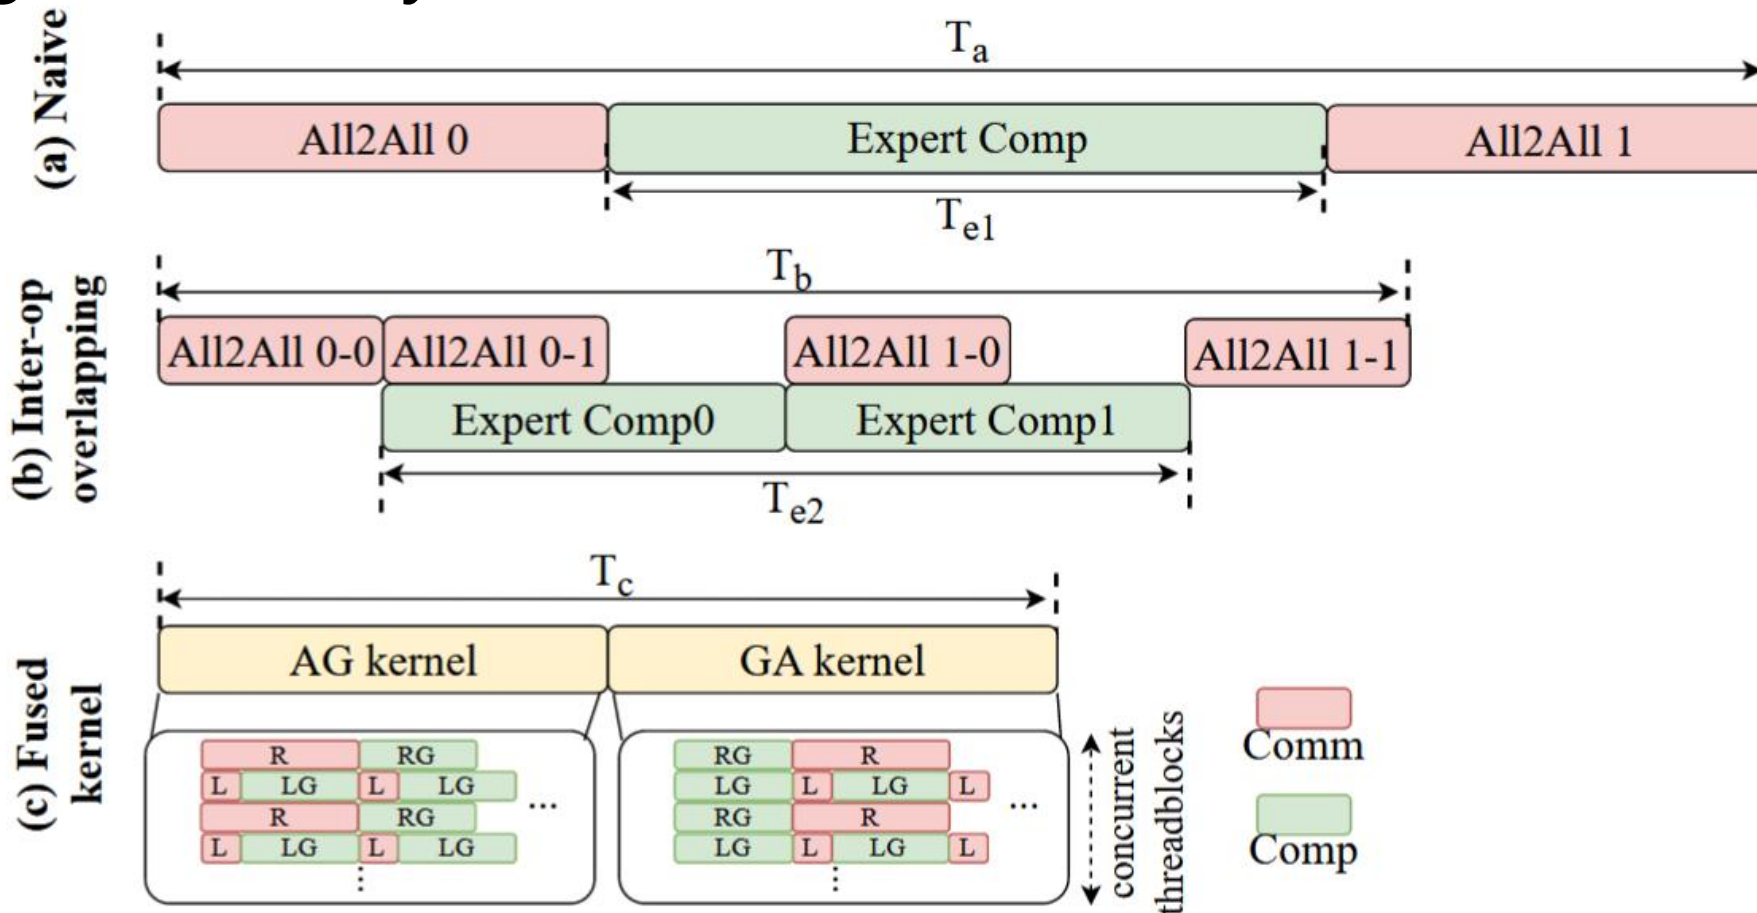 (a) Naive
Ta
All2All 0
Expert Comp
All2All 1
Te1
(b) Inter-op
overlapping
Tb
All2All 0-0
All2All 0-1
All2All 1-0
All2All 1-1
Expert Comp0
Expert Comp1
Te2
(c) Fused
kernel
Tc
AG kernel
GA kernel
R RG
L LG L LG
R RG
L LG L LG
...
RG R
LG L LG L
RG R
LG L LG L
...
concurrent
threadblocks
Comm
Comp